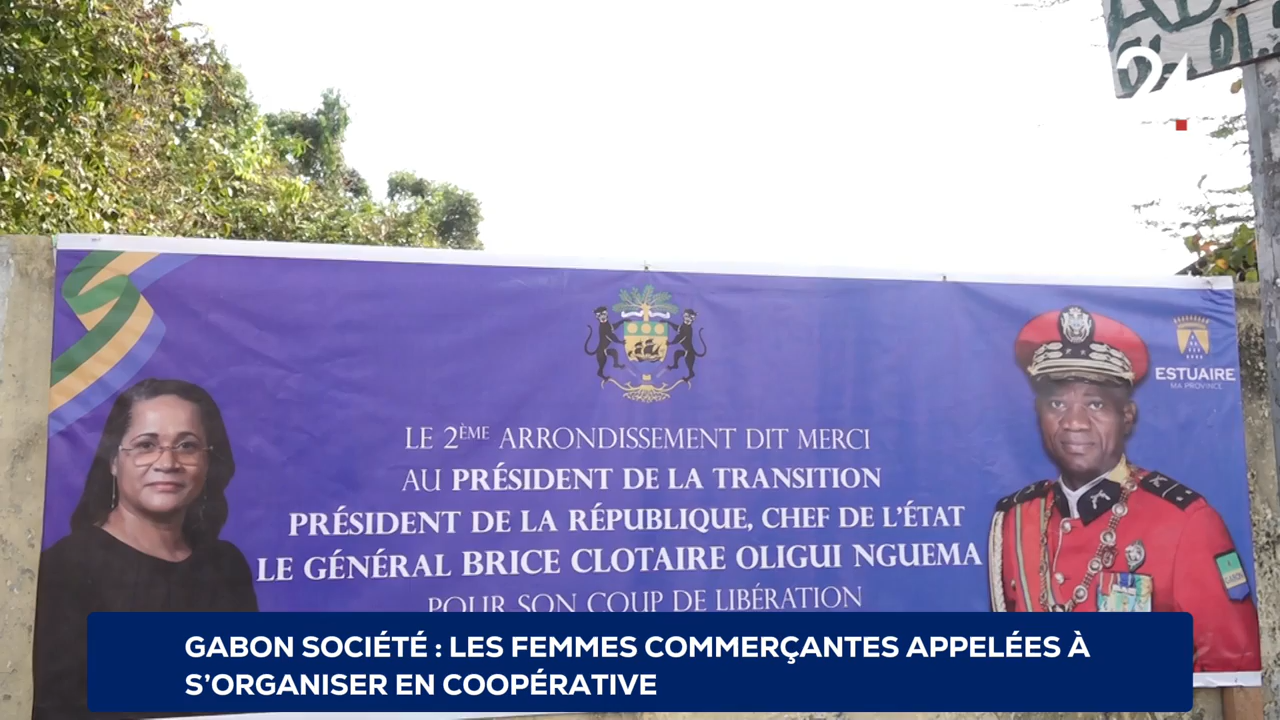 24
ESTUAIRE
MA PROVINCE
LE 2ÈME ARRONDISSEMENT DIT MERCI
AU PRÉSIDENT DE LA TRANSITION
PRÉSIDENT DE LA RÉPUBLIQUE, CHEF DE L'ÉTAT
LE GÉNÉRAL BRICE CLOTAIRE OLIGUI NGUEMA
POUR SON COUP DE LIBÉRATION
GABON
GABON SOCIÉTÉ : LES FEMMES COMMERÇANTES APPELÉES À
S'ORGANISER EN COOPÉRATIVE